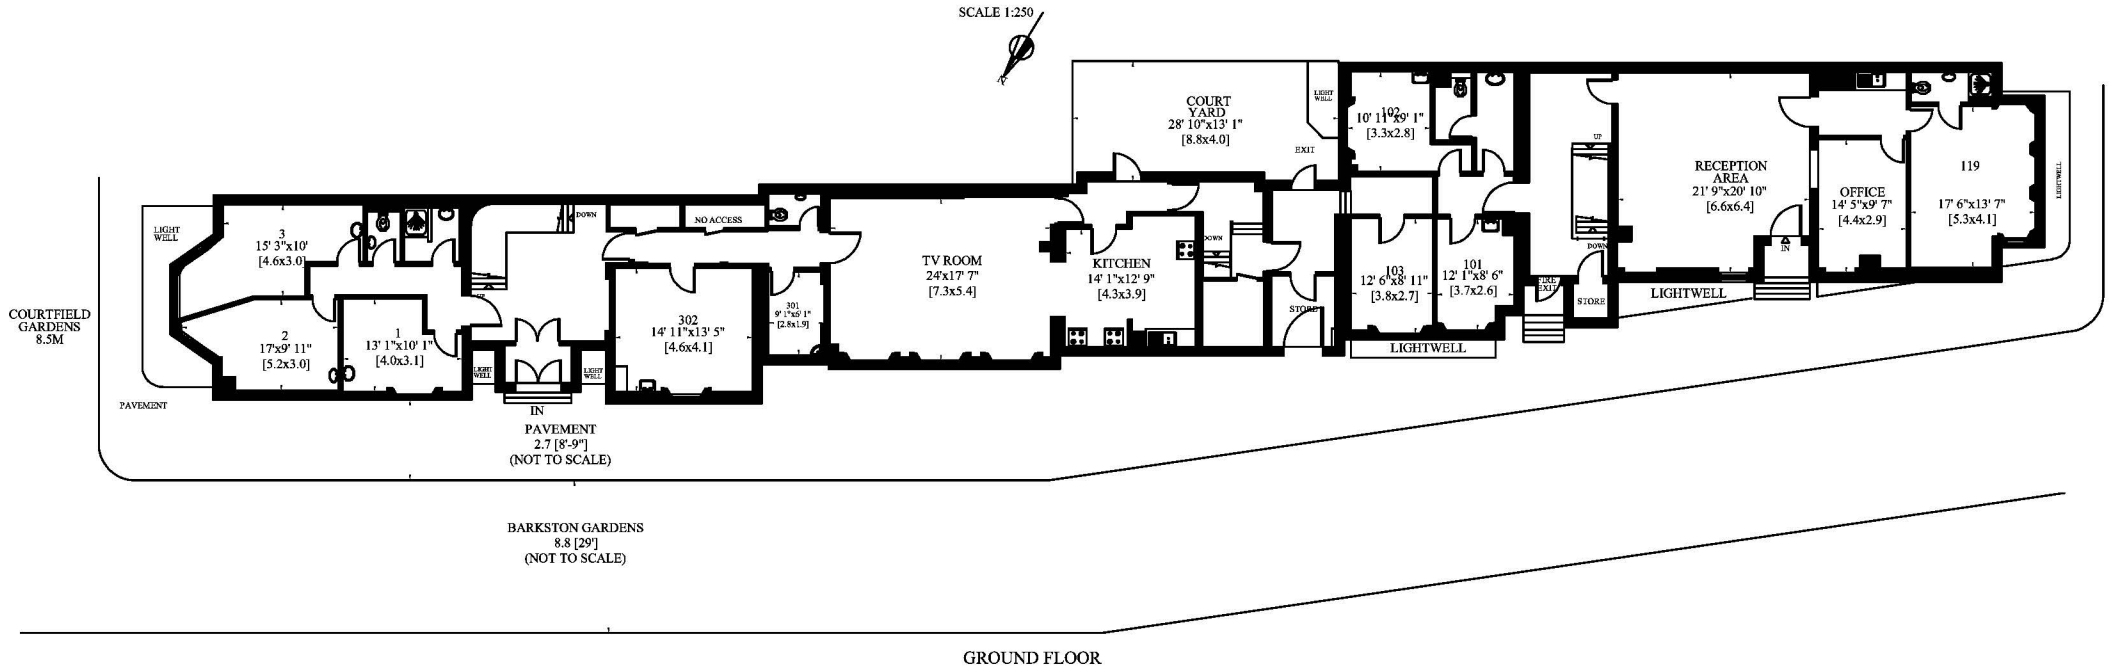 SCALE 1:250
N
COURT
YARD
28' 10"x13' 1"
[8.8x4.0]
LIGHT
WELL
EXIT
102
10' 11"x9' 1"
[3.3x2.8]
UP
RECEPTION
AREA
21' 9"x20' 10"
[6.6x6.4]
OFFICE
14' 5"x9' 7"
[4.4x2.9]
119
17' 6"x13' 7"
[5.3x4.1]
LIGHTWELL
LIGHT
WELL
3
15' 3"x10'
[4.6x3.0]
DOWN
NO ACCESS
UP
TV ROOM
24'x17' 7"
[7.3x5.4]
KITCHEN
14' 1"x12' 9"
[4.3x3.9]
DOWN
STORE
103
12' 6"x8' 11"
[3.8x2.7]
101
12' 1"x8' 6"
[3.7x2.6]
DOWN
FIRE
EXIT
STORE
LIGHTWELL
IN
LIGHTWELL
COURTFIELD
GARDENS
8.5M
2
17'x9' 11"
[5.2x3.0]
1
13' 1"x10' 1"
[4.0x3.1]
302
14' 11"x13' 5"
[4.6x4.1]
301
9' 1"x6' 1"
[2.8x1.9]
LIGHT
WELL
LIGHT
WELL
PAVEMENT
IN
PAVEMENT
2.7 [8'-9"]
(NOT TO SCALE)
BARKSTON GARDENS
8.8 [29']
(NOT TO SCALE)
GROUND FLOOR